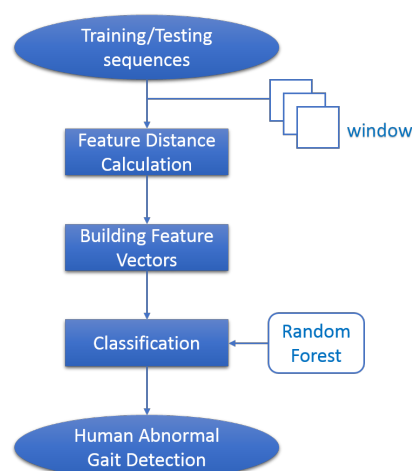 Training/Testing
sequences
window
Feature Distance
Calculation
Building Feature
Vectors
Classification
Random
Forest
Human Abnormal
Gait Detection